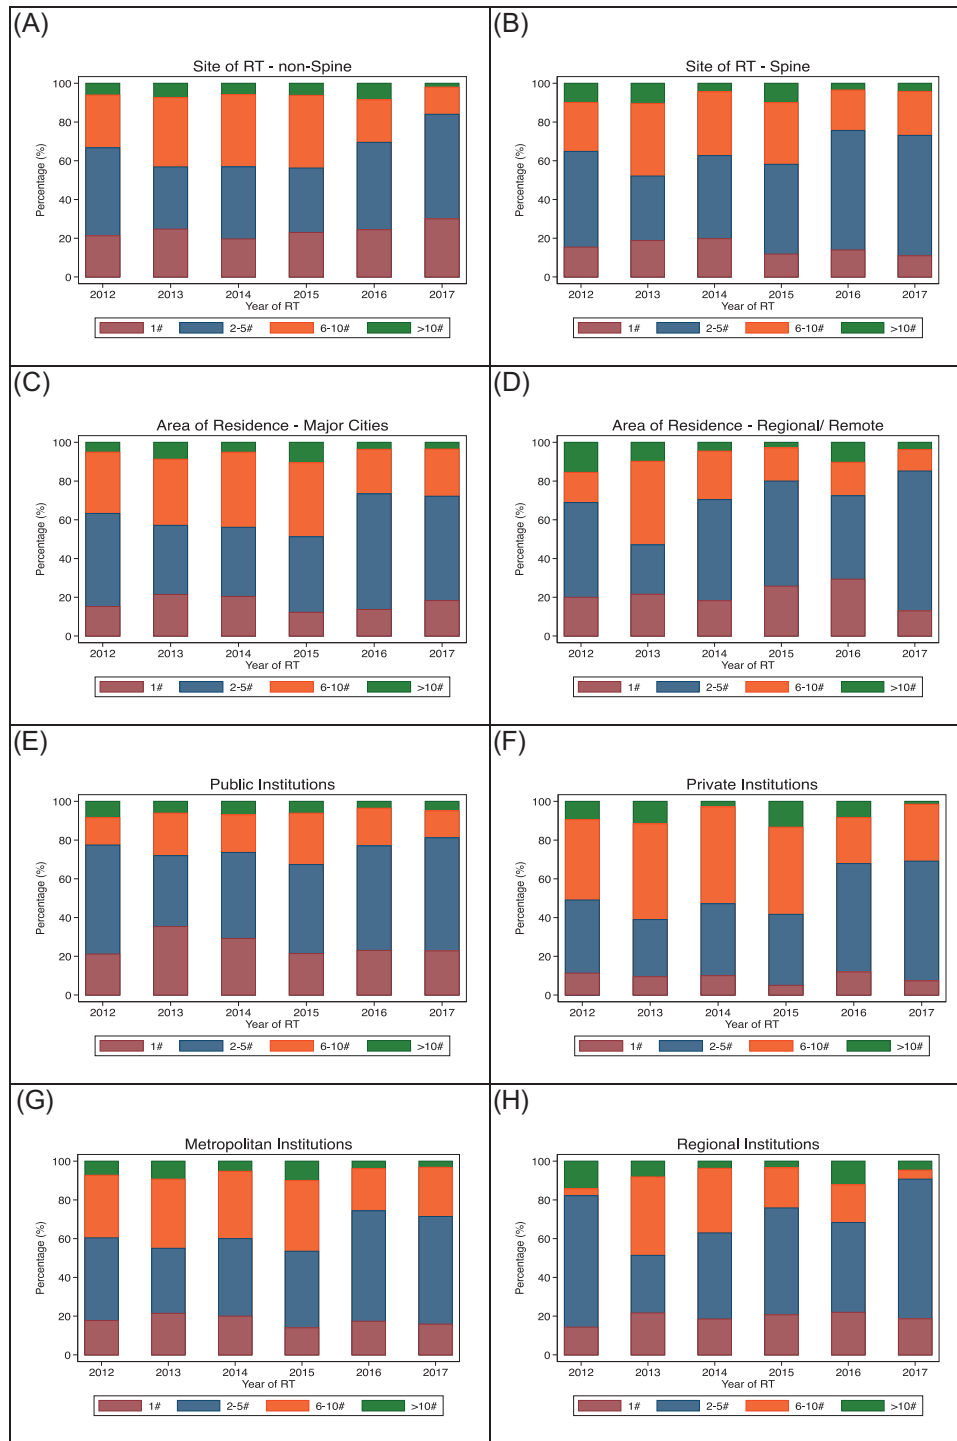 (A)
Site of RT - non-Spine
100
80
60
40
20
0
Percentage (%)
2012 2013 2014 2015 2016 2017
Year of RT
1# 2-5# 6-10# >10#
(B)
Site of RT - Spine
100
80
60
40
20
0
Percentage (%)
2012 2013 2014 2015 2016 2017
Year of RT
1# 2-5# 6-10# >10#
(C)
Area of Residence - Major Cities
100
80
60
40
20
0
Percentage (%)
2012 2013 2014 2015 2016 2017
Year of RT
1# 2-5# 6-10# >10#
(D)
Area of Residence - Regional/ Remote
100
80
60
40
20
0
Percentage (%)
2012 2013 2014 2015 2016 2017
Year of RT
1# 2-5# 6-10# >10#
(E)
Public Institutions
100
80
60
40
20
0
Percentage (%)
2012 2013 2014 2015 2016 2017
Year of RT
1# 2-5# 6-10# >10#
(F)
Private Institutions
100
80
60
40
20
0
Percentage (%)
2012 2013 2014 2015 2016 2017
Year of RT
1# 2-5# 6-10# >10#
(G)
Metropolitan Institutions
100
80
60
40
20
0
Percentage (%)
2012 2013 2014 2015 2016 2017
Year of RT
1# 2-5# 6-10# >10#
(H)
Regional Institutions
100
80
60
40
20
0
Percentage (%)
2012 2013 2014 2015 2016 2017
Year of RT
1# 2-5# 6-10# >10#